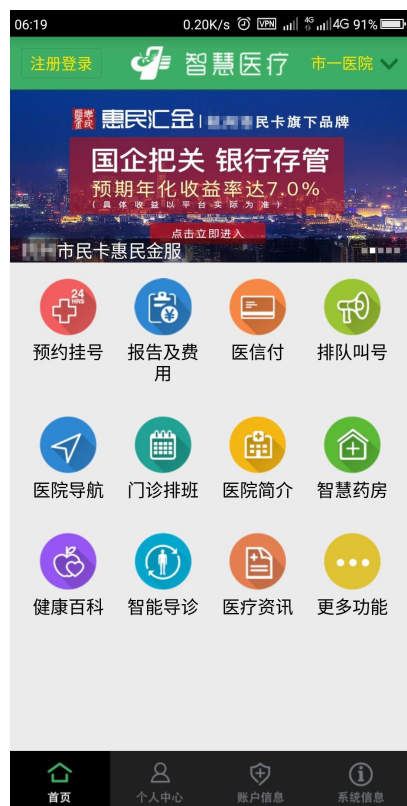 06:19 0.20K/s VPN 4G 4G 91%
注册登录 智慧医疗 市一医院
惠民 惠民汇金 | 民卡旗下品牌
国企把关 银行存管
预期年化收益率达7.0%
(具体收益以平台实际为准)
点击立即进入
市民卡惠民金服
24
HRS
预约挂号 报告及费用 医信付 排队叫号
医院导航 门诊排班 医院简介 智慧药房
健康百科 智能导诊 医疗资讯 更多功能
首页 个人中心 账户信息 系统信息